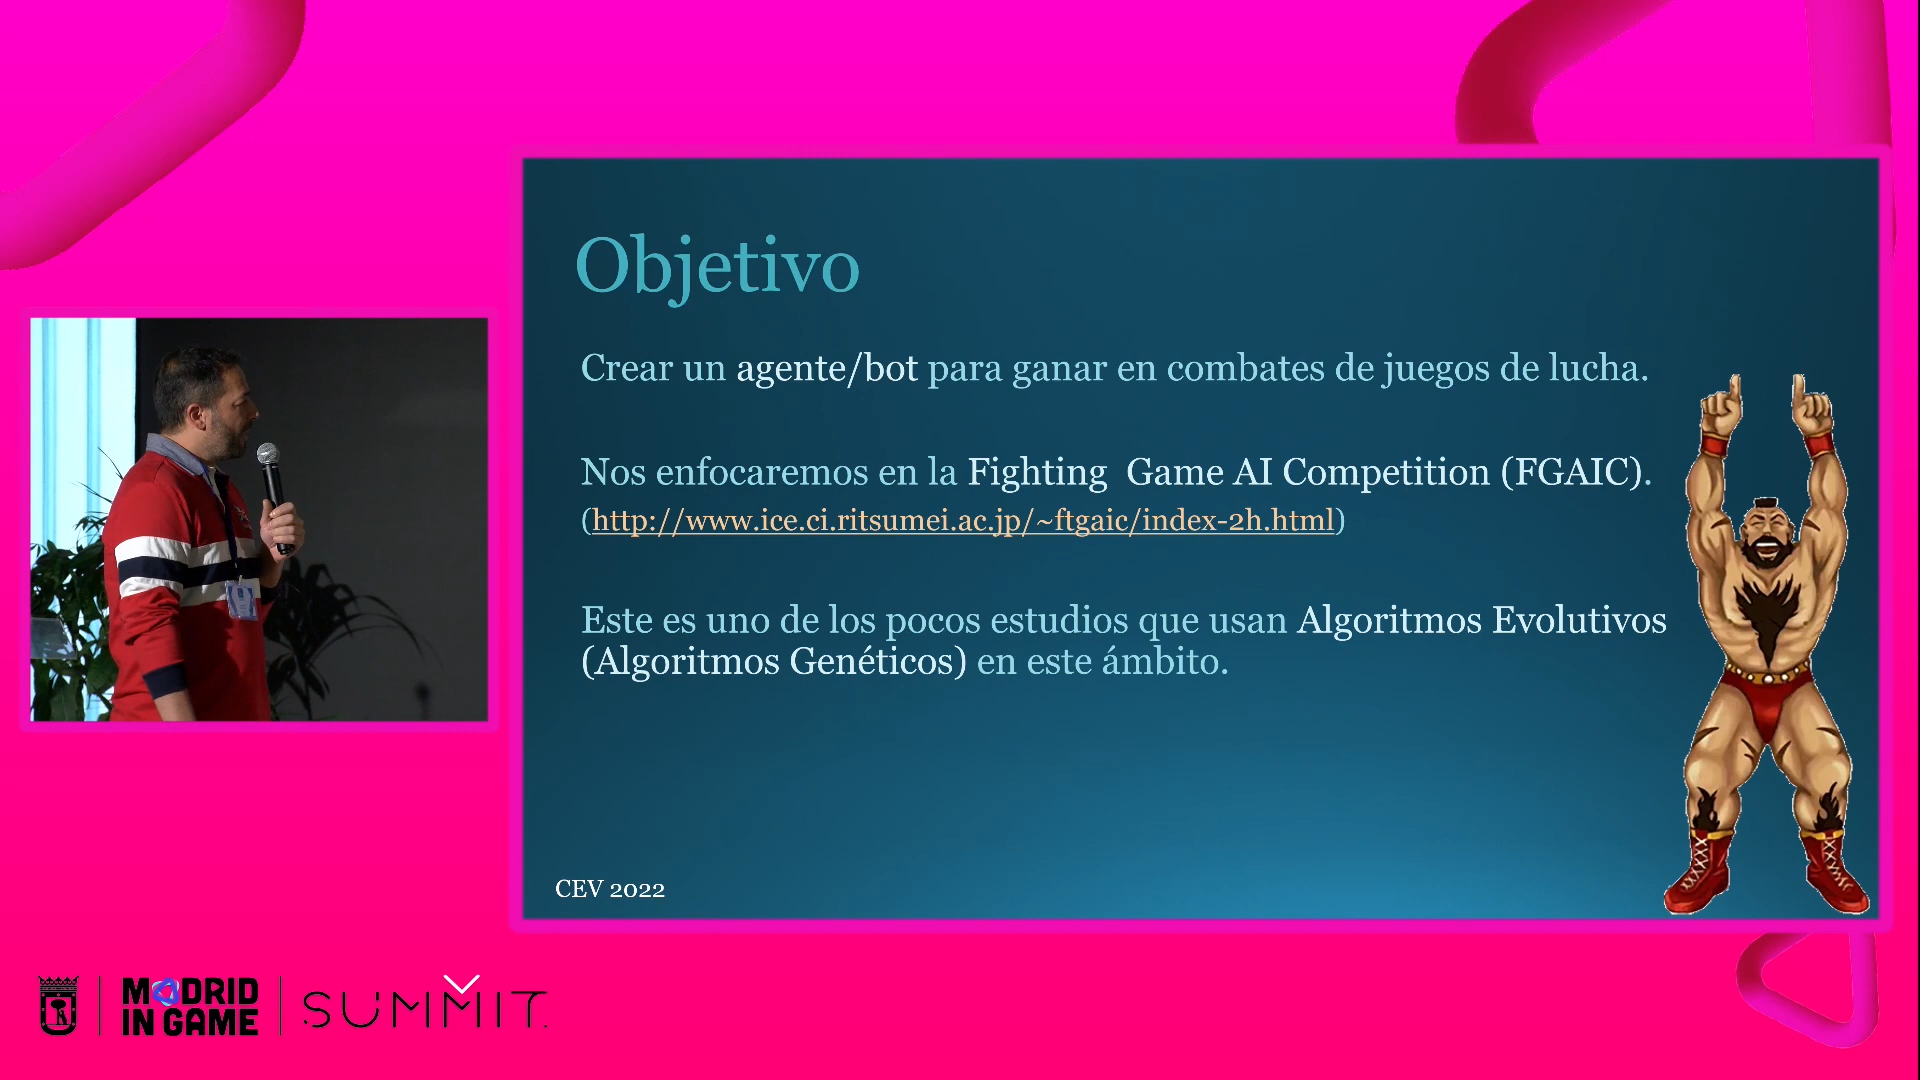 Objetivo
Crear un agente/bot para ganar en combates de juegos de lucha.
Nos enfocaremos en la Fighting  Game AI Competition (FGAIC).
(http://www.ice.ci.ritsumei.ac.jp/~ftgaic/index-2h.html)
Este es uno de los pocos estudios que usan Algoritmos Evolutivos
(Algoritmos Genéticos) en este ámbito.
CEV 2022
MADRID
IN GAME
SUMMIT.